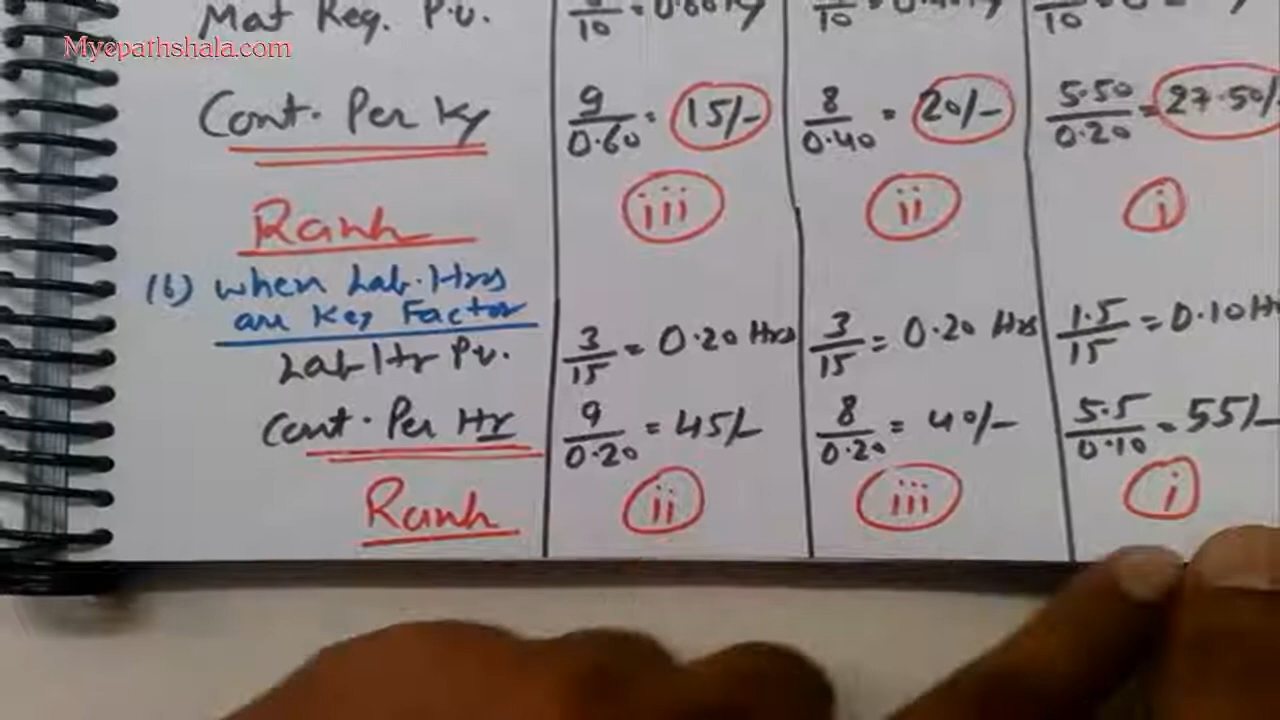 Mat Req. P.U.
Myepathshala.com
Cont. Per Kg 9/0.60 = 15/- 8/0.40 = 20/- 5.50/0.20 = 27.50/-
Rank iii ii i
(b) when Lab. Hrs
are Key Factor
Lab Hr P.U. 3/15 = 0.20 Hrs 3/15 = 0.20 Hrs 1.5/15 = 0.10 H
Cont. Per Hr 9/0.20 = 45/- 8/0.20 = 40/- 5.5/0.10 = 55/-
Rank ii iii i